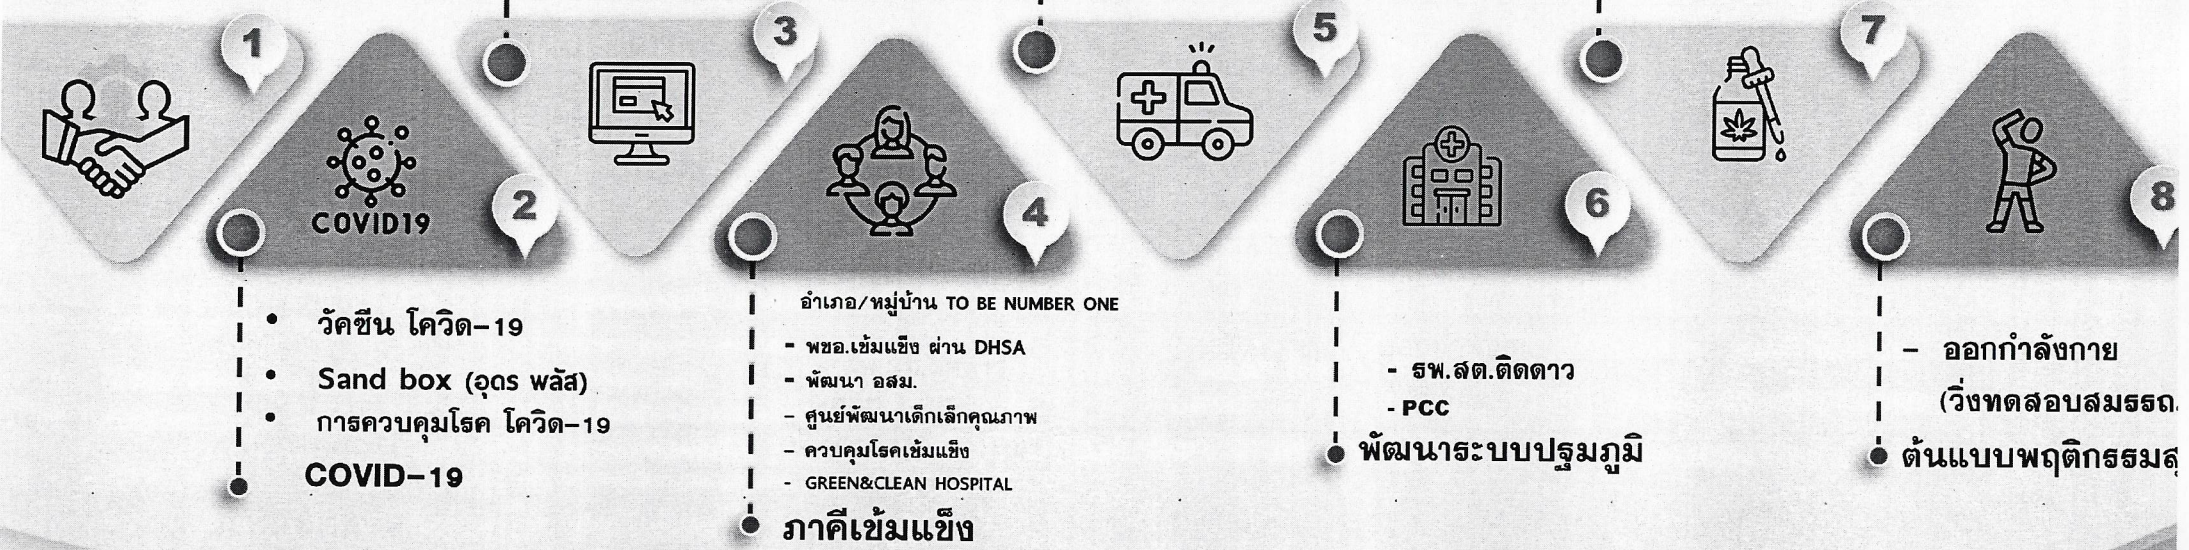 1
3
5
7
2
4
6
8
COVID19
• วัคซีน โควิด-19
• Sand box (อุดร พลัส)
• การควบคุมโรค โควิด-19
COVID-19
อำเภอ/หมู่บ้าน TO BE NUMBER ONE
- พชอ.เข้มแข็ง ผ่าน DHSA
- พัฒนา อสม.
- ศูนย์พัฒนาเด็กเล็กคุณภาพ
- ควบคุมโรคเข้มแข็ง
- GREEN&CLEAN HOSPITAL
ภาคีเข้มแข็ง
- รพ.สต.ติดดาว
- PCC
พัฒนาระบบปฐมภูมิ
- ออกกำลังกาย
(วิ่งทดสอบสมรรถ
ต้นแบบพฤติกรรมสุ